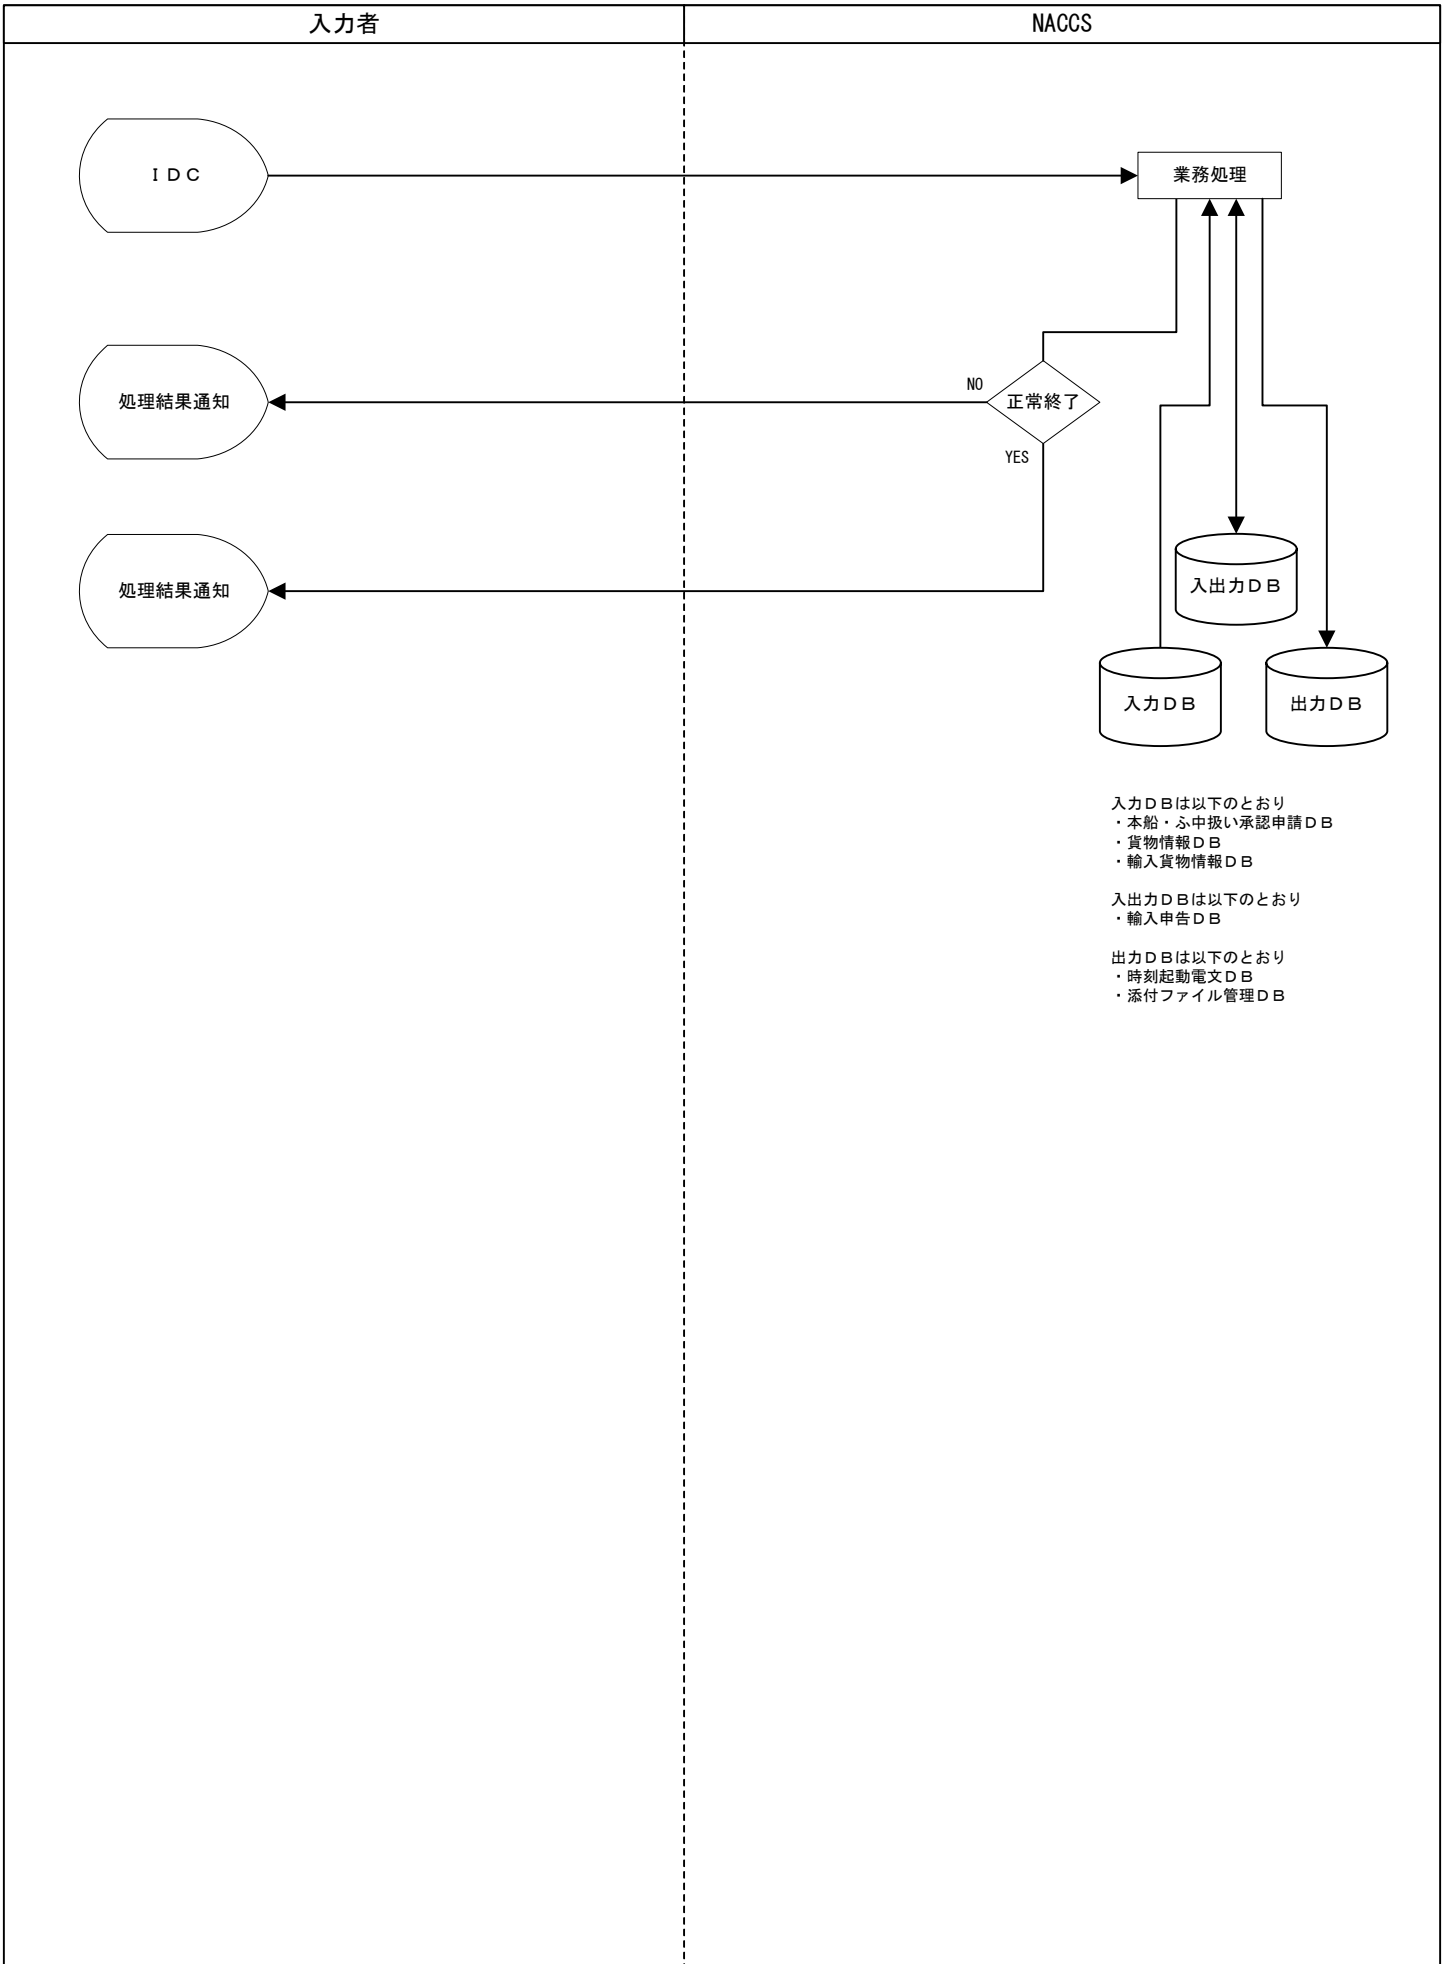 入力者
NACCS
ＩＤＣ
業務処理
処理結果通知
NO
正常終了
YES
処理結果通知
入出力ＤＢ
入力ＤＢ
出力ＤＢ
入力ＤＢは以下のとおり
・本船・ふ中扱い承認申請ＤＢ
・貨物情報ＤＢ
・輸入貨物情報ＤＢ
入出力ＤＢは以下のとおり
・輸入申告ＤＢ
出力ＤＢは以下のとおり
・時刻起動電文ＤＢ
・添付ファイル管理ＤＢ